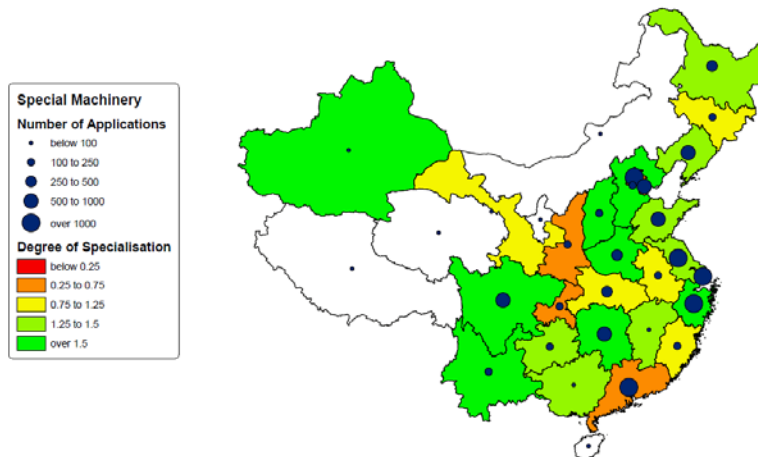 Special Machinery
Number of Applications
below 100
100 to 250
250 to 500
500 to 1000
over 1000
Degree of Specialisation
below 0.25
0.25 to 0.75
0.75 to 1.25
1.25 to 1.5
over 1.5